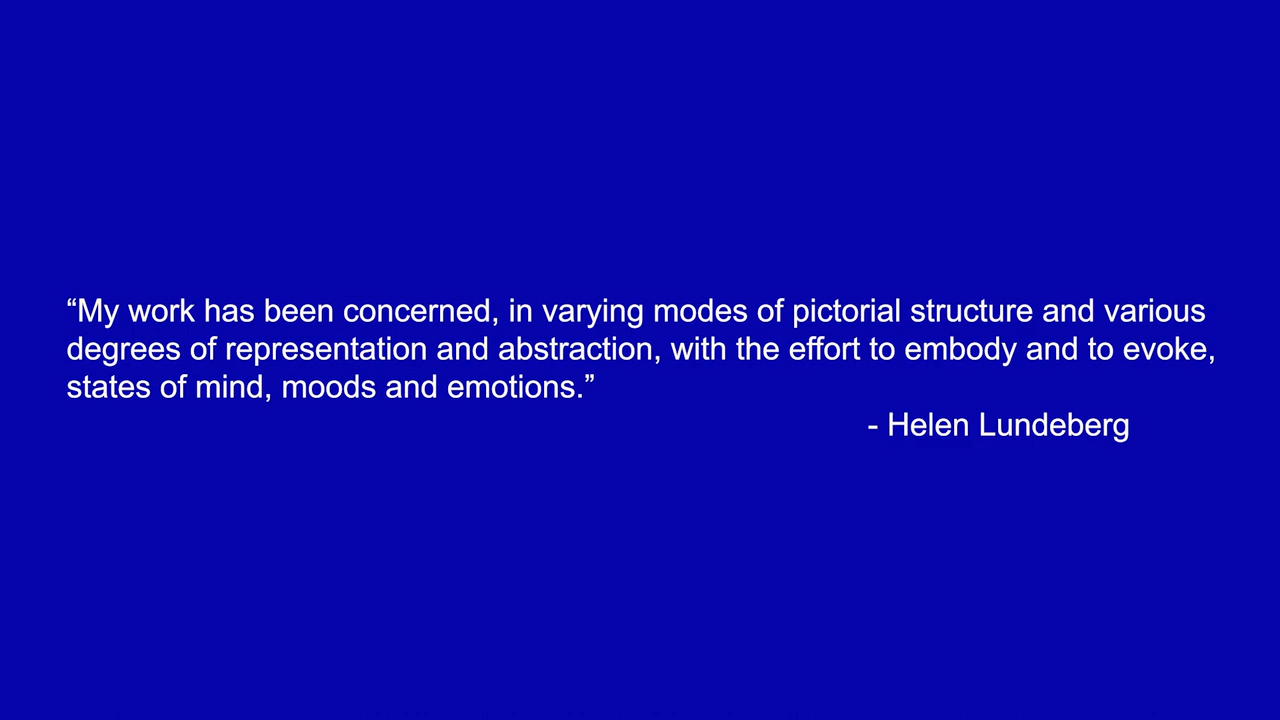 “My work has been concerned, in varying modes of pictorial structure and various
degrees of representation and abstraction, with the effort to embody and to evoke,
states of mind, moods and emotions.”
- Helen Lundeberg